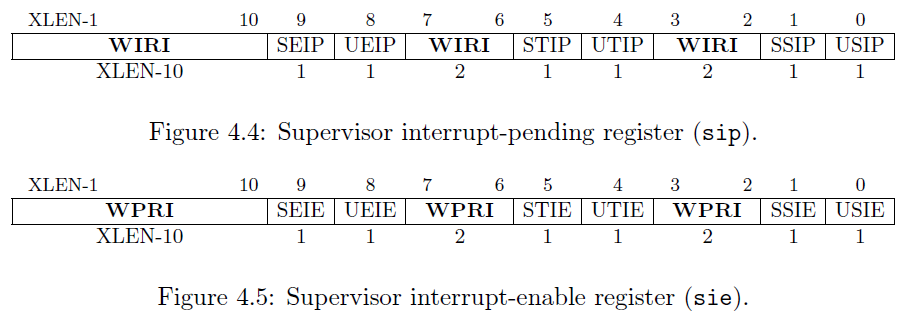 XLEN-1 10 9 8 7 6 5 4 3 2 1 0
WIRI SEIP UEIP WIRI STIP UTIP WIRI SSIP USIP
XLEN-10 1 1 2 1 1 2 1 1
Figure 4.4: Supervisor interrupt-pending register (sip).
XLEN-1 10 9 8 7 6 5 4 3 2 1 0
WPRI SEIE UEIE WPRI STIE UTIE WPRI SSIE USIE
XLEN-10 1 1 2 1 1 2 1 1
Figure 4.5: Supervisor interrupt-enable register (sie).